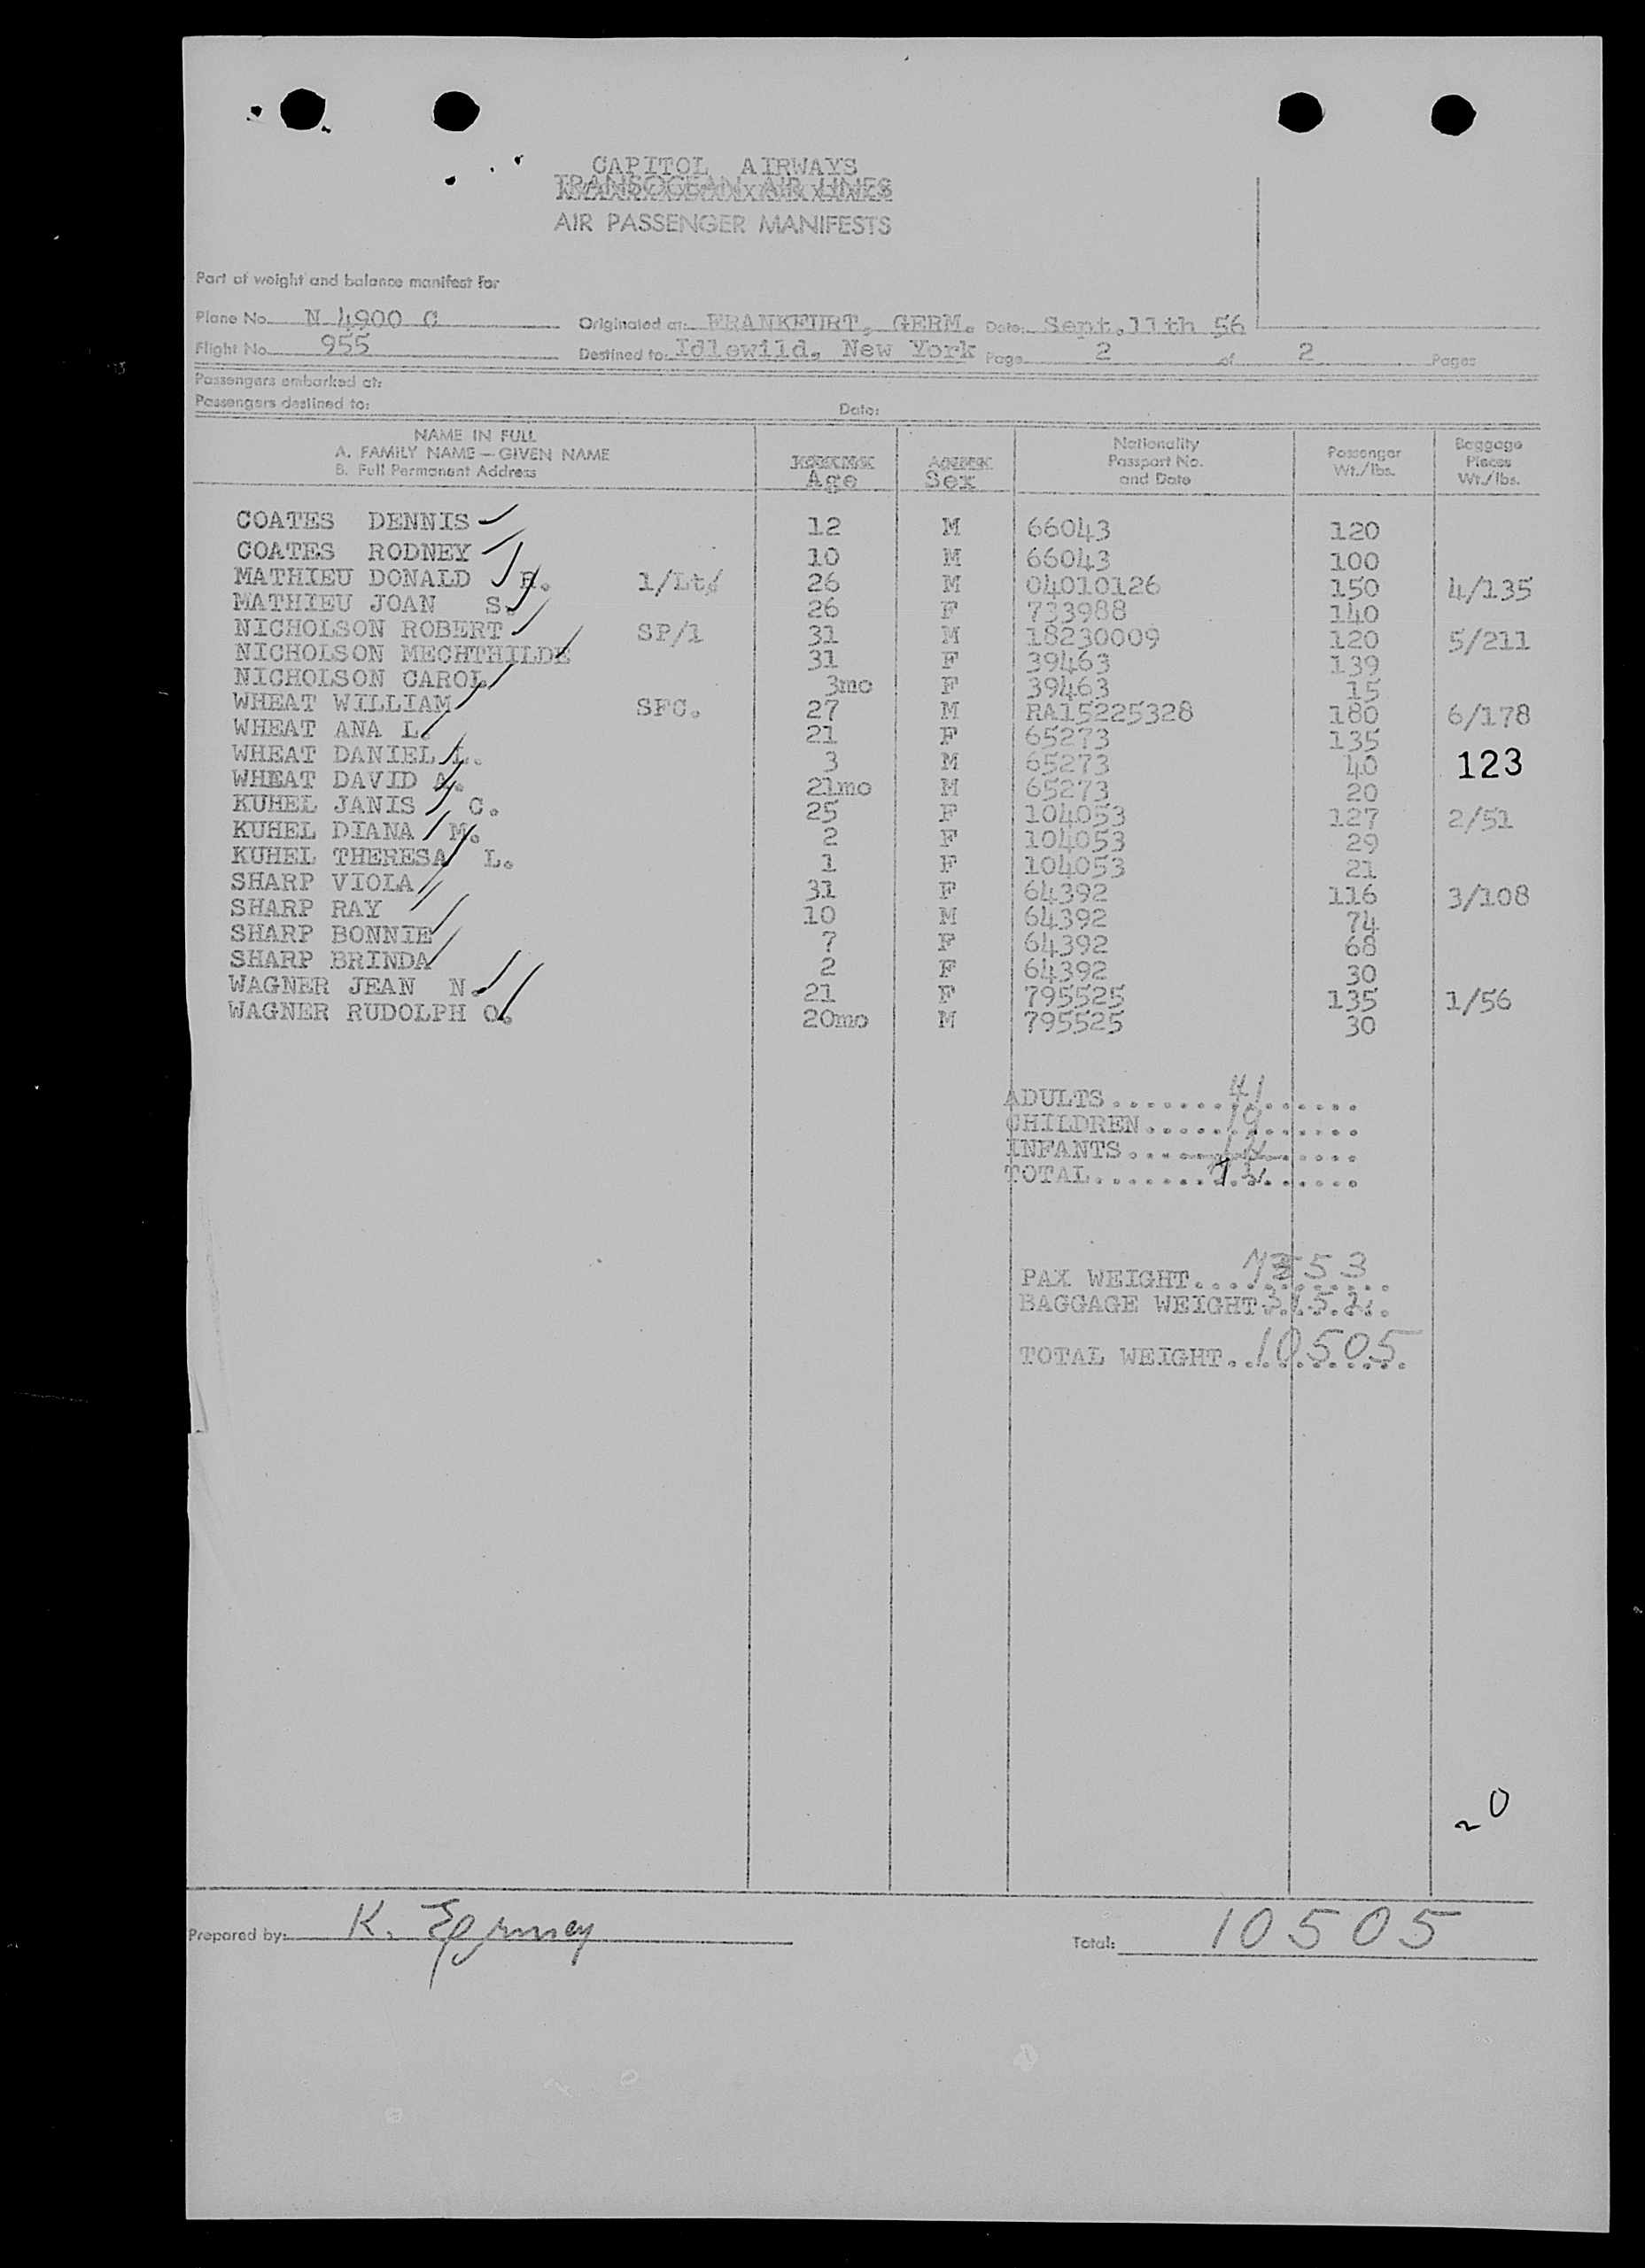 CAPITOL AIRWAYS
TRANSOCEAN AIR LINES
AIR PASSENGER MANIFESTS
Part of weight and balance manifest For
Plane No. N 4900 C Originated at: FRANKFURT, GERM. Date: Sept.11th 56
Flight No. 955 Destined to: Idlewild, New York Page 2 of 2 Pages
Passengers embarked at:
Passengers destined to: Date:
NAME IN FULL
A. FAMILY NAME — GIVEN NAME
B. Full Permanent Address
Age
Sex
Nationality
Passport No.
and Date
Passenger
Wt./lbs.
Baggage
Pieces
Wt./lbs.
COATES DENNIS 12 M 66043 120
COATES RODNEY 10 M 66043 100
MATHIEU DONALD R. 1/Lt. 26 M 04010126 150 4/135
MATHIEU JOAN S. 26 F 733988 140
NICHOLSON ROBERT SP/1 31 M 18230009 120 5/211
NICHOLSON MECHTHILDE 31 F 39463 139
NICHOLSON CAROL 3mo F 39463 15
WHEAT WILLIAM SFC. 27 M RA15225328 180 6/178
WHEAT ANA L. 21 F 65273 135
WHEAT DANIEL L. 3 M 65273 40
123
WHEAT DAVID A. 21mo M 65273 20
KUHEL JANIS C. 25 F 104053 127 2/51
KUHEL DIANA M. 2 F 104053 29
KUHEL THERESA L. 1 F 104053 21
SHARP VIOLA 31 F 64392 116 3/108
SHARP RAY 10 M 64392 74
SHARP BONNIE 7 F 64392 68
SHARP BRINDA 2 F 64392 30
WAGNER JEAN N. 21 F 795525 135 1/56
WAGNER RUDOLPH O. 20mo M 795525 30
ADULTS 41
CHILDREN
INFANTS
TOTAL
PAX WEIGHT 7353
BAGGAGE WEIGHT 3152
TOTAL WEIGHT 10505
20
Prepared by: K. Total: 10505